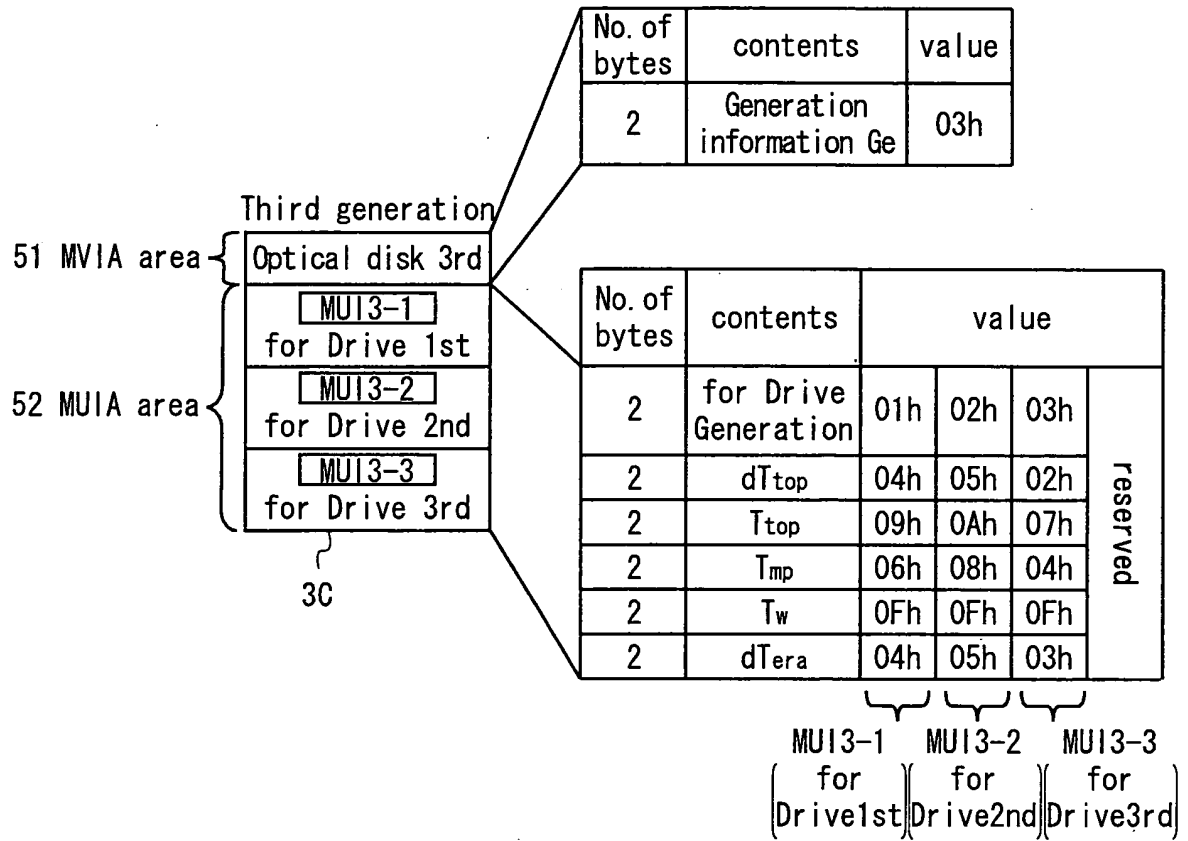 No. of bytes contents value
2 Generation information Ge 03h
Third generation
51 MVIA area
Optical disk 3rd
52 MUIA area
MUI3-1
for Drive 1st
MUI3-2
for Drive 2nd
MUI3-3
for Drive 3rd
3C
No. of bytes contents value
2 for Drive Generation 01h 02h 03h
2 dTtop 04h 05h 02h
2 Ttop 09h 0Ah 07h
2 Tmp 06h 08h 04h
2 Tw 0Fh 0Fh 0Fh
2 dTera 04h 05h 03h
reserved
MUI3-1 MUI3-2 MUI3-3
(for Drive1st) (for Drive2nd) (for Drive3rd)